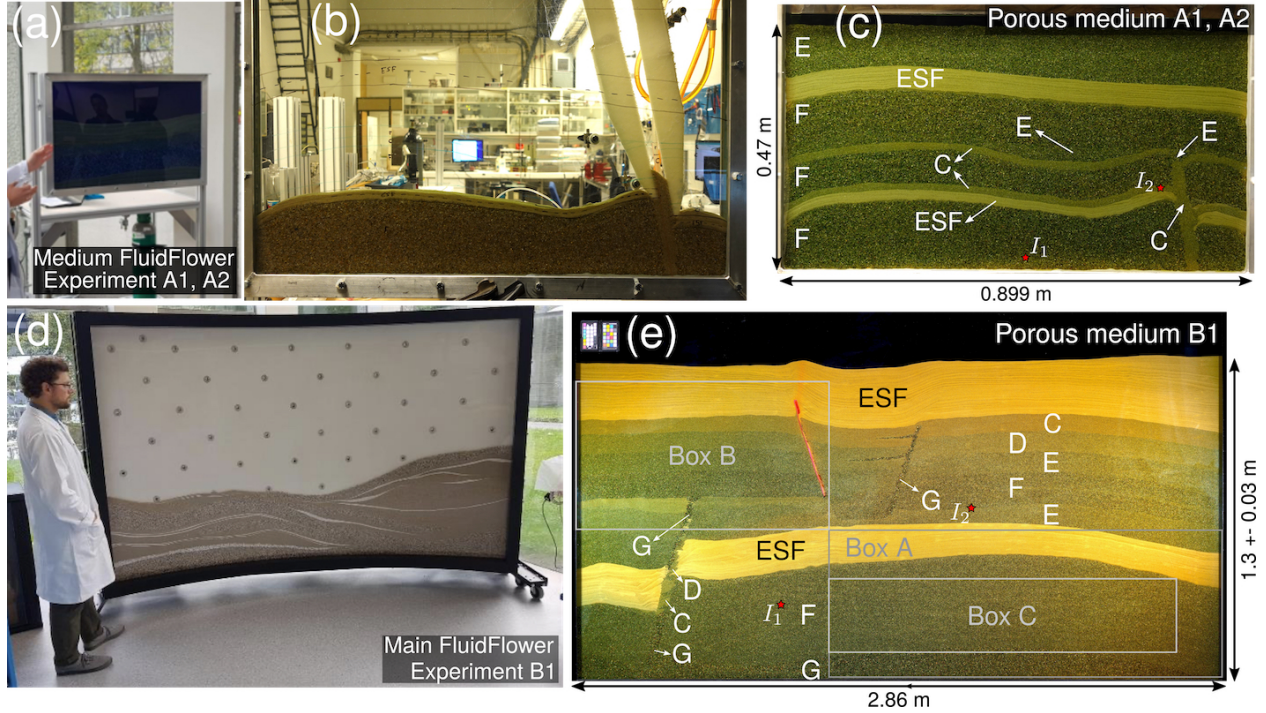 (a)
Medium FluidFlower
Experiment A1, A2
(b)
(c)
Porous medium A1, A2
E
ESF
F
E
E
C
F
I2
ESF
F
C
I1
0.47 m
0.899 m
(d)
Main FluidFlower
Experiment B1
(e)
Porous medium B1
ESF
C
D
Box B
E
F
G
I2
E
G
ESF
Box A
D
I1
F
Box C
C
G
G
1.3 +- 0.03 m
2.86 m